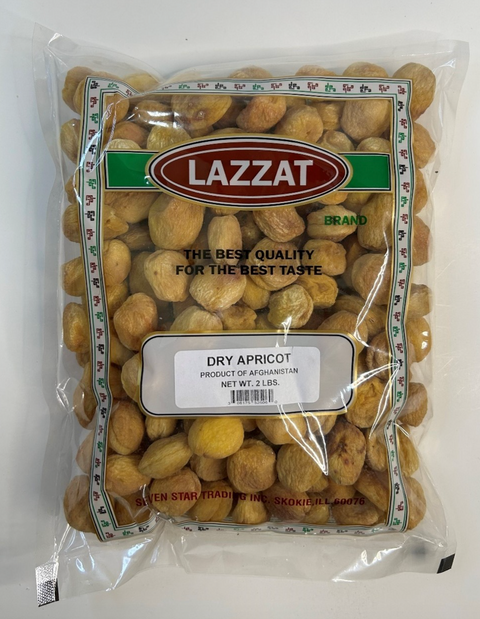 LAZZAT
BRAND
THE BEST QUALITY
FOR THE BEST TASTE
DRY APRICOT
PRODUCT OF AFGHANISTAN
NET WT. 2 LBS.
SEVEN STAR TRADING INC. SKOKIE,ILL.60076